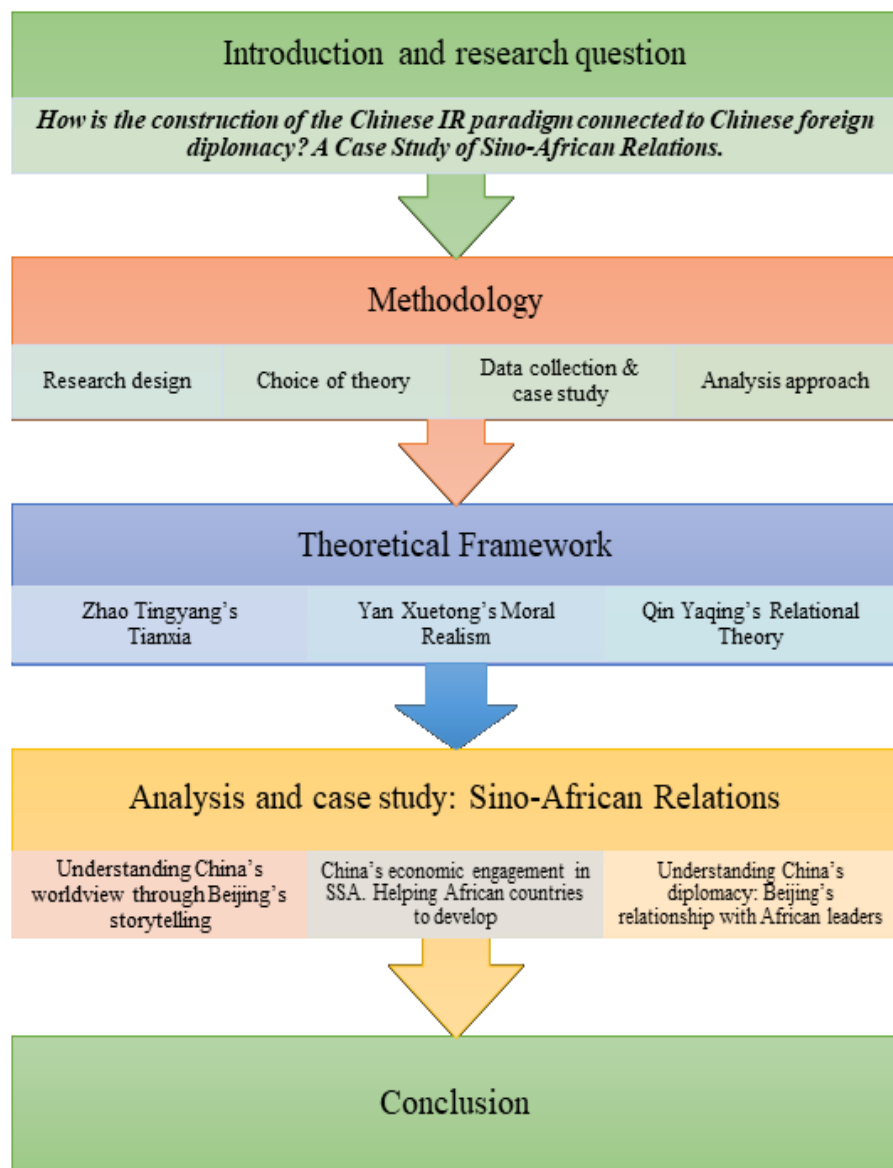 Introduction and research question
How is the construction of the Chinese IR paradigm connected to Chinese foreign
diplomacy? A Case Study of Sino-African Relations.
Methodology
Research design
Choice of theory
Data collection &
case study
Analysis approach
Theoretical Framework
Zhao Tingyang’s
Tianxia
Yan Xuetong’s Moral
Realism
Qin Yaqing’s Relational
Theory
Analysis and case study: Sino-African Relations
Understanding China’s
worldview through Beijing’s
storytelling
China’s economic engagement in
SSA. Helping African countries
to develop
Understanding China’s
diplomacy: Beijing’s
relationship with African leaders
Conclusion